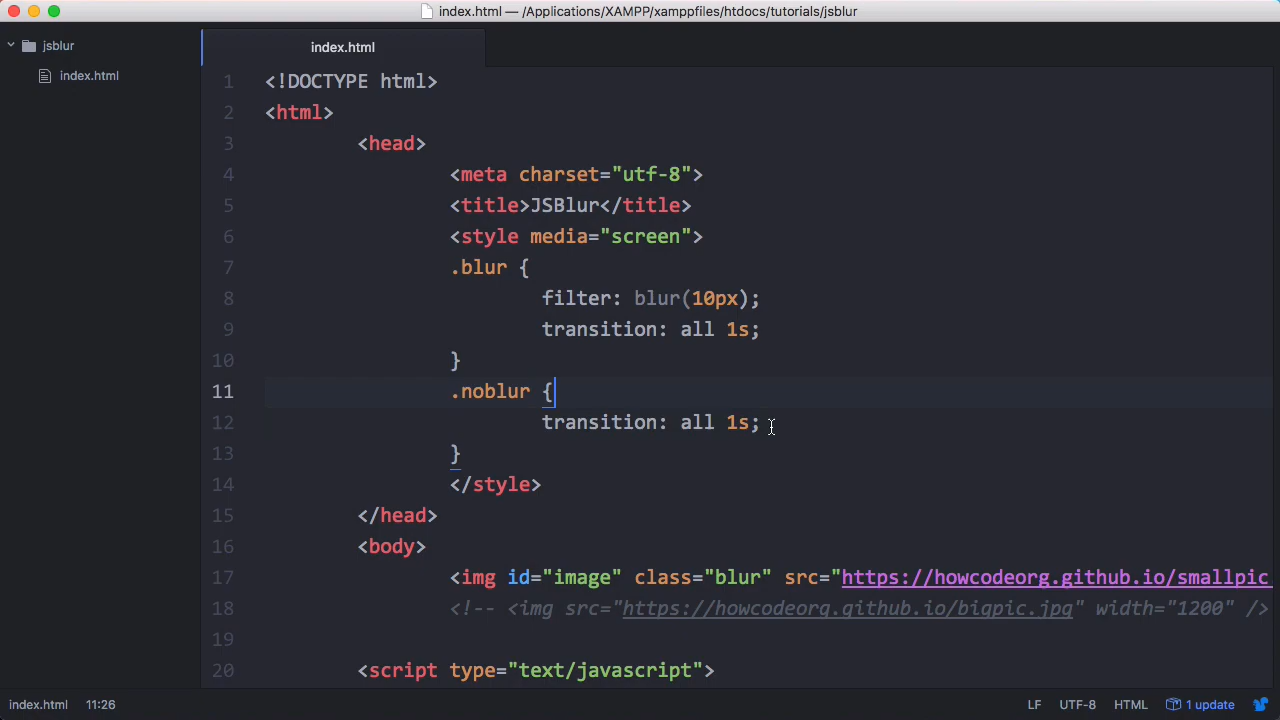 index.html — /Applications/XAMPP/xamppfiles/htdocs/tutorials/jsblur
jsblur
index.html
index.html
1 <!DOCTYPE html>
2 <html>
3 <head>
4 <meta charset="utf-8">
5 <title>JSBlur</title>
6 <style media="screen">
7 .blur {
8 filter: blur(10px);
9 transition: all 1s;
10 }
11 .noblur {
12 transition: all 1s;
13 }
14 </style>
15 </head>
16 <body>
17 <img id="image" class="blur" src="https://howcodeorg.github.io/smallpic
18 <!-- <img src="https://howcodeorg.github.io/bigpic.jpg" width="1200" />
19
20 <script type="text/javascript">
index.html 11:26 LF UTF-8 HTML 1 update